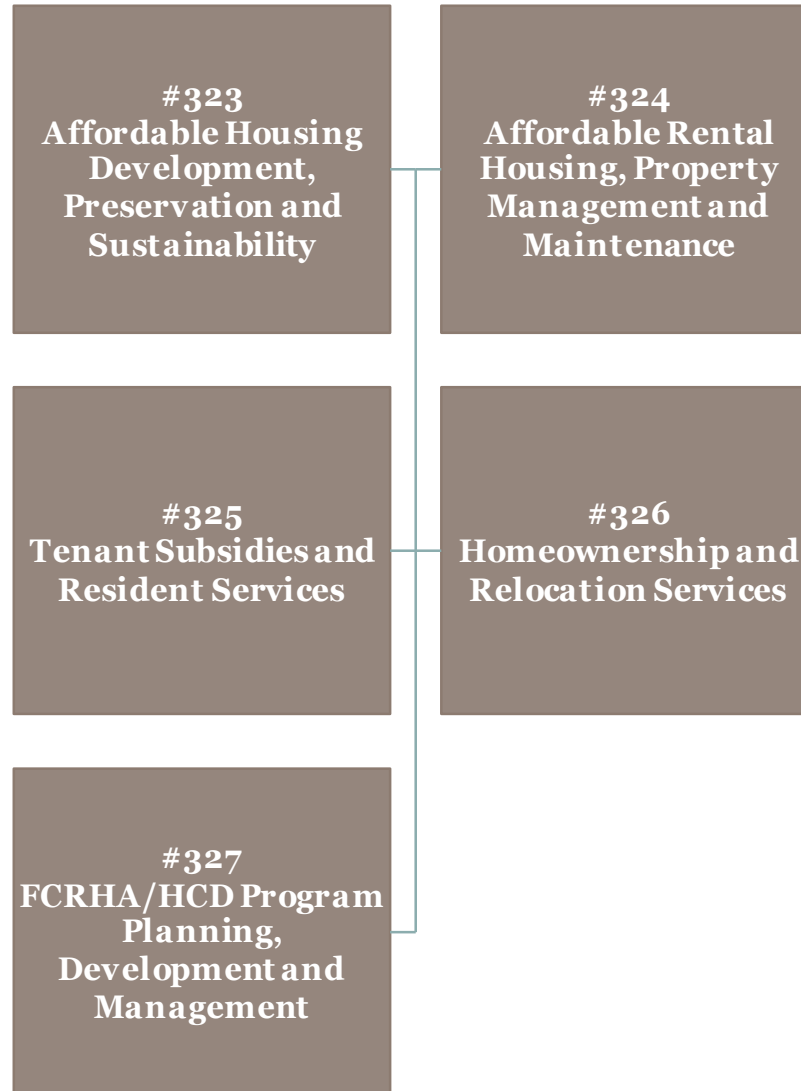 #323
Affordable Housing
Development,
Preservation and
Sustainability
#324
Affordable Rental
Housing, Property
Management and
Maintenance
#325
Tenant Subsidies and
Resident Services
#326
Homeownership and
Relocation Services
#327
FCRHA/HCD Program
Planning,
Development and
Management